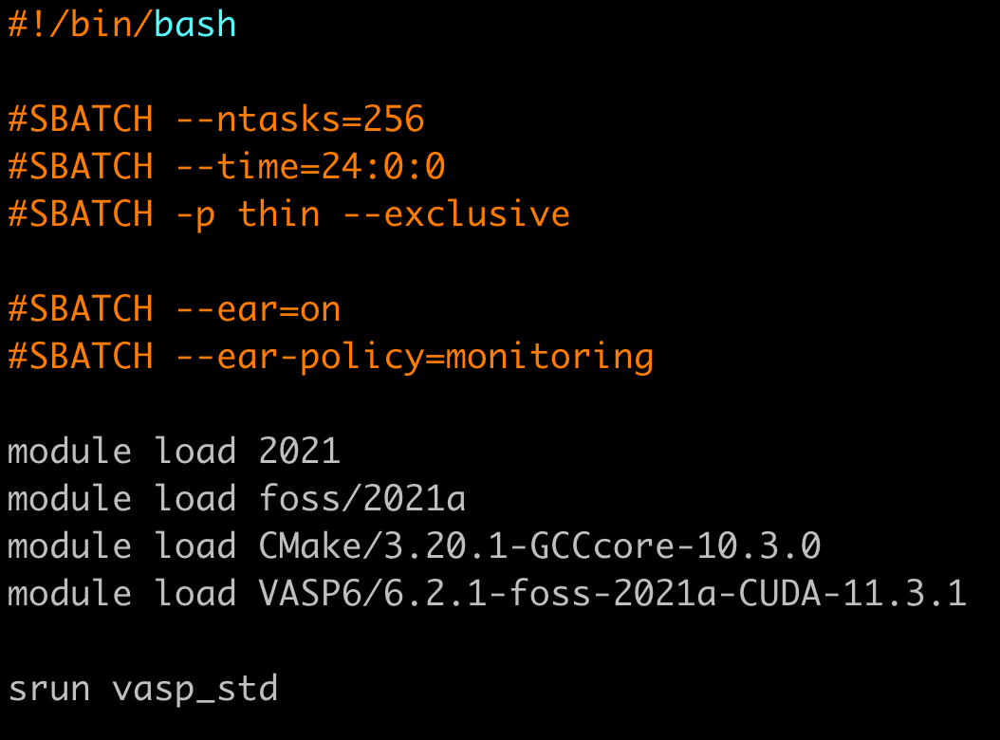 #!/bin/bash
#SBATCH --ntasks=256
#SBATCH --time=24:0:0
#SBATCH -p thin --exclusive
#SBATCH --ear=on
#SBATCH --ear-policy=monitoring
module load 2021
module load foss/2021a
module load CMake/3.20.1-GCCcore-10.3.0
module load VASP6/6.2.1-foss-2021a-CUDA-11.3.1
srun vasp_std